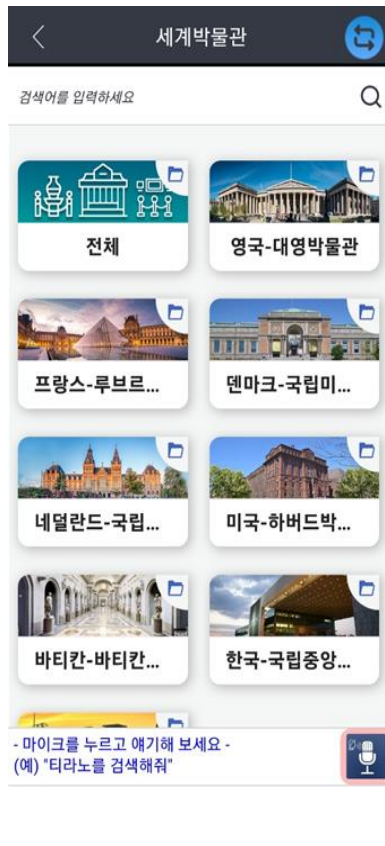 세계박물관
검색어를 입력하세요
전체
영국-대영박물관
프랑스-루브르...
덴마크-국립미...
네덜란드-국립...
미국-하버드박...
바티칸-바티칸...
한국-국립중앙...
- 마이크를 누르고 얘기해 보세요 -
(예) "티라노를 검색해줘"